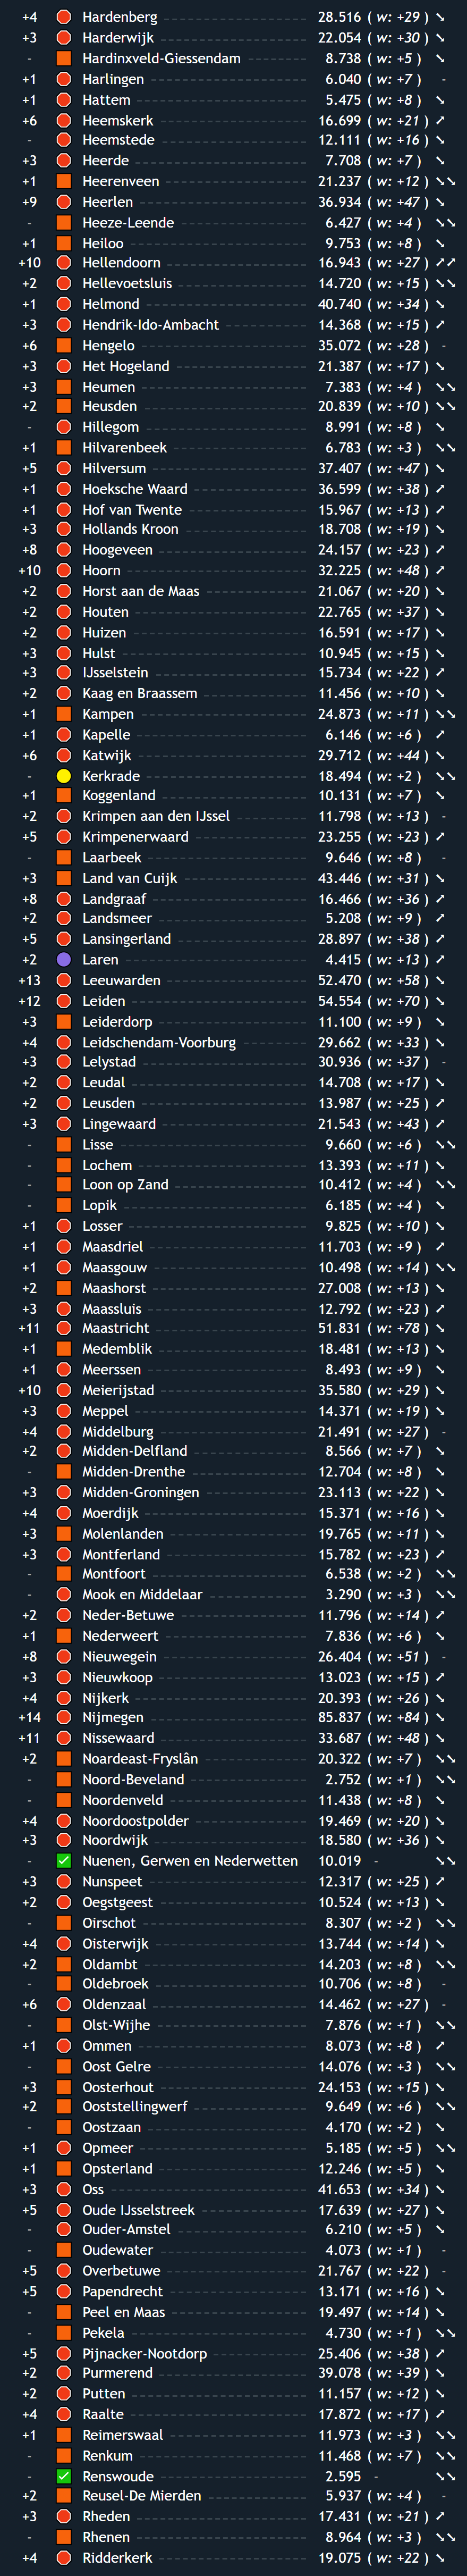 +4 Hardenberg 28.516 ( w: +29 ) ↘
+3 Harderwijk 22.054 ( w: +30 ) ↘
- Hardinxveld-Giessendam 8.738 ( w: +5 ) ↘
+1 Harlingen 6.040 ( w: +7 ) -
+1 Hattem 5.475 ( w: +8 ) ↘
+6 Heemskerk 16.699 ( w: +21 ) ↗
- Heemstede 12.111 ( w: +16 ) ↘
+3 Heerde 7.708 ( w: +7 ) ↘
+1 Heerenveen 21.237 ( w: +12 ) ↘↘
+9 Heerlen 36.934 ( w: +47 ) ↘
- Heeze-Leende 6.427 ( w: +4 ) ↘↘
+1 Heiloo 9.753 ( w: +8 ) ↘
+10 Hellendoorn 16.943 ( w: +27 ) ↗↗
+2 Hellevoetsluis 14.720 ( w: +15 ) ↘↘
+1 Helmond 40.740 ( w: +34 ) ↘
+3 Hendrik-Ido-Ambacht 14.368 ( w: +15 ) ↗
+6 Hengelo 35.072 ( w: +28 ) -
+3 Het Hogeland 21.387 ( w: +17 ) ↘
+3 Heumen 7.383 ( w: +4 ) ↘↘
+2 Heusden 20.839 ( w: +10 ) ↘↘
- Hillegom 8.991 ( w: +8 ) ↘
+1 Hilvarenbeek 6.783 ( w: +3 ) ↘↘
+5 Hilversum 37.407 ( w: +47 ) ↘
+1 Hoeksche Waard 36.599 ( w: +38 ) ↗
+1 Hof van Twente 15.967 ( w: +13 ) ↗
+3 Hollands Kroon 18.708 ( w: +19 ) ↘
+8 Hoogeveen 24.157 ( w: +23 ) ↗
+10 Hoorn 32.225 ( w: +48 ) ↗
+2 Horst aan de Maas 21.067 ( w: +20 ) ↘
+2 Houten 22.765 ( w: +37 ) ↘
+2 Huizen 16.591 ( w: +17 ) ↘
+3 Hulst 10.945 ( w: +15 ) ↘
+3 IJsselstein 15.734 ( w: +22 ) ↗
+2 Kaag en Braassem 11.456 ( w: +10 ) ↘
+1 Kampen 24.873 ( w: +11 ) ↘↘
+1 Kapelle 6.146 ( w: +6 ) ↗
+6 Katwijk 29.712 ( w: +44 ) ↘
- Kerkrade 18.494 ( w: +2 ) ↘↘
+1 Koggenland 10.131 ( w: +7 ) ↘
+2 Krimpen aan den IJssel 11.798 ( w: +13 ) -
+5 Krimpenerwaard 23.255 ( w: +23 ) ↗
- Laarbeek 9.646 ( w: +8 ) -
+3 Land van Cuijk 43.446 ( w: +31 ) ↘
+8 Landgraaf 16.466 ( w: +36 ) ↗
+2 Landsmeer 5.208 ( w: +9 ) ↗
+5 Lansingerland 28.897 ( w: +38 ) ↗
+2 Laren 4.415 ( w: +13 ) ↗
+13 Leeuwarden 52.470 ( w: +58 ) ↘
+12 Leiden 54.554 ( w: +70 ) ↘
+3 Leiderdorp 11.100 ( w: +9 ) ↘
+4 Leidschendam-Voorburg 29.662 ( w: +33 ) ↘
+3 Lelystad 30.936 ( w: +37 ) -
+2 Leudal 14.708 ( w: +17 ) ↘
+2 Leusden 13.987 ( w: +25 ) ↗
+3 Lingewaard 21.543 ( w: +43 ) ↗
- Lisse 9.660 ( w: +6 ) ↘↘
- Lochem 13.393 ( w: +11 ) ↘
- Loon op Zand 10.412 ( w: +4 ) ↘↘
- Lopik 6.185 ( w: +4 ) ↘
+1 Losser 9.825 ( w: +10 ) ↘
+1 Maasdriel 11.703 ( w: +9 ) ↗
+1 Maasgouw 10.498 ( w: +14 ) ↘↘
+2 Maashorst 27.008 ( w: +13 ) ↘
+3 Maassluis 12.792 ( w: +23 ) ↗
+11 Maastricht 51.831 ( w: +78 ) ↘
+1 Medemblik 18.481 ( w: +13 ) ↘
+1 Meerssen 8.493 ( w: +9 ) ↘
+10 Meierijstad 35.580 ( w: +29 ) ↘
+3 Meppel 14.371 ( w: +19 ) ↘
+4 Middelburg 21.491 ( w: +27 ) -
+2 Midden-Delfland 8.566 ( w: +7 ) ↘
- Midden-Drenthe 12.704 ( w: +8 ) ↘
+3 Midden-Groningen 23.113 ( w: +22 ) ↘
+4 Moerdijk 15.371 ( w: +16 ) ↘
+3 Molenlanden 19.765 ( w: +11 ) ↘
+3 Montferland 15.782 ( w: +23 ) ↗
- Montfoort 6.538 ( w: +2 ) ↘↘
- Mook en Middelaar 3.290 ( w: +3 ) ↘↘
+2 Neder-Betuwe 11.796 ( w: +14 ) ↗
+1 Nederweert 7.836 ( w: +6 ) ↘
+8 Nieuwegein 26.404 ( w: +51 ) -
+3 Nieuwkoop 13.023 ( w: +15 ) ↗
+4 Nijkerk 20.393 ( w: +26 ) ↘
+14 Nijmegen 85.837 ( w: +84 ) ↘
+11 Nissewaard 33.687 ( w: +48 ) ↘
+2 Noardeast-Fryslân 20.322 ( w: +7 ) ↘↘
- Noord-Beveland 2.752 ( w: +1 ) ↘↘
- Noordenveld 11.438 ( w: +8 ) ↘
+4 Noordoostpolder 19.469 ( w: +20 ) ↘
+3 Noordwijk 18.580 ( w: +36 ) ↘
- Nuenen, Gerwen en Nederwetten 10.019 - ↘↘
+3 Nunspeet 12.317 ( w: +25 ) ↗
+2 Oegstgeest 10.524 ( w: +13 ) ↘
- Oirschot 8.307 ( w: +2 ) ↘↘
+4 Oisterwijk 13.744 ( w: +14 ) ↘
+2 Oldambt 14.203 ( w: +8 ) ↘↘
- Oldebroek 10.706 ( w: +8 ) -
+6 Oldenzaal 14.462 ( w: +27 ) -
- Olst-Wijhe 7.876 ( w: +1 ) ↘↘
+1 Ommen 8.073 ( w: +8 ) ↗
- Oost Gelre 14.076 ( w: +3 ) ↘↘
+3 Oosterhout 24.153 ( w: +15 ) ↘
+2 Ooststellingwerf 9.649 ( w: +6 ) ↘↘
- Oostzaan 4.170 ( w: +2 ) ↘
+1 Opmeer 5.185 ( w: +5 ) ↘↘
+1 Opsterland 12.246 ( w: +5 ) ↘
+3 Oss 41.653 ( w: +34 ) ↘
+5 Oude IJsselstreek 17.639 ( w: +27 ) ↘
- Ouder-Amstel 6.210 ( w: +5 ) ↘
- Oudewater 4.073 ( w: +1 ) -
+5 Overbetuwe 21.767 ( w: +22 ) -
+5 Papendrecht 13.171 ( w: +16 ) ↘
- Peel en Maas 19.497 ( w: +14 ) ↘
- Pekela 4.730 ( w: +1 ) ↘↘
+5 Pijnacker-Nootdorp 25.406 ( w: +38 ) ↗
+2 Purmerend 39.078 ( w: +39 ) ↘
+2 Putten 11.157 ( w: +12 ) ↘
+4 Raalte 17.872 ( w: +17 ) ↗
+1 Reimerswaal 11.973 ( w: +3 ) ↘↘
- Renkum 11.468 ( w: +7 ) ↘↘
- Renswoude 2.595 - ↘↘
+2 Reusel-De Mierden 5.937 ( w: +4 ) -
+3 Rheden 17.431 ( w: +21 ) ↗
- Rhenen 8.964 ( w: +3 ) ↘↘
+4 Ridderkerk 19.075 ( w: +22 ) ↘